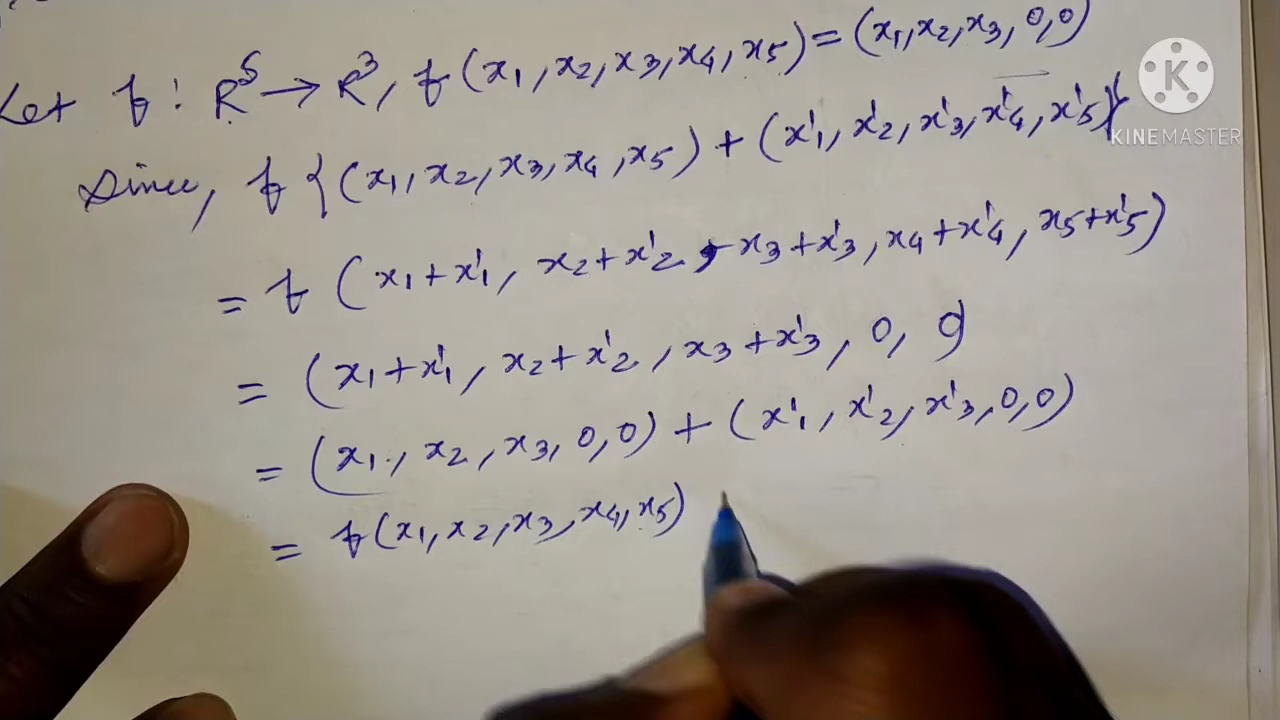 Let f : R⁵ → R³, f(x₁, x₂, x₃, x₄, x₅) = (x₁, x₂, x₃, 0, 0)
Since, f {(x₁, x₂, x₃, x₄, x₅) + (x'₁, x'₂, x'₃, x'₄, x'₅)}
= f (x₁+x'₁, x₂+x'₂, x₃+x'₃, x₄+x'₄, x₅+x'₅)
= (x₁+x'₁, x₂+x'₂, x₃+x'₃, 0, 0)
= (x₁, x₂, x₃, 0, 0) + (x'₁, x'₂, x'₃, 0, 0)
= f(x₁, x₂, x₃, x₄, x₅)
K
KINEMASTER